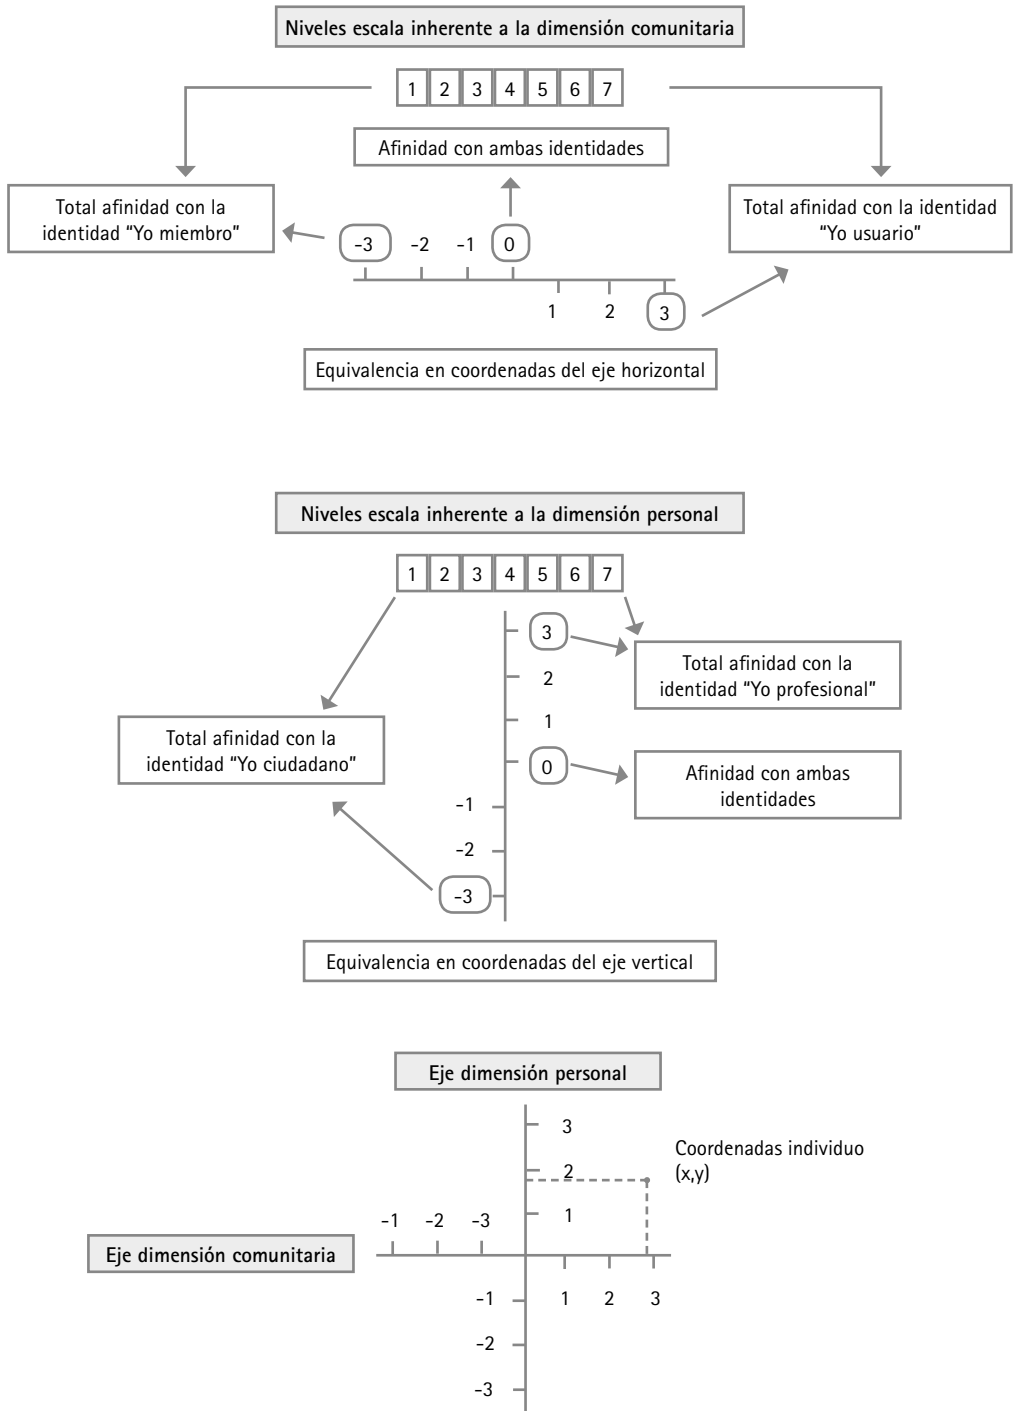 Niveles escala inherente a la dimensión comunitaria
1 2 3 4 5 6 7
Afinidad con ambas identidades
Total afinidad con la
identidad "Yo miembro"
Total afinidad con la identidad
"Yo usuario"
-3 -2 -1 0
1 2 3
Equivalencia en coordenadas del eje horizontal
Niveles escala inherente a la dimensión personal
1 2 3 4 5 6 7
3
Total afinidad con la
identidad "Yo profesional"
2
1
Total afinidad con la
identidad "Yo ciudadano"
0
Afinidad con ambas
identidades
-1
-2
-3
Equivalencia en coordenadas del eje vertical
Eje dimensión personal
3
Coordenadas individuo
(x,y)
2
1
-1 -2 -3
Eje dimensión comunitaria
-1 1 2 3
-2
-3